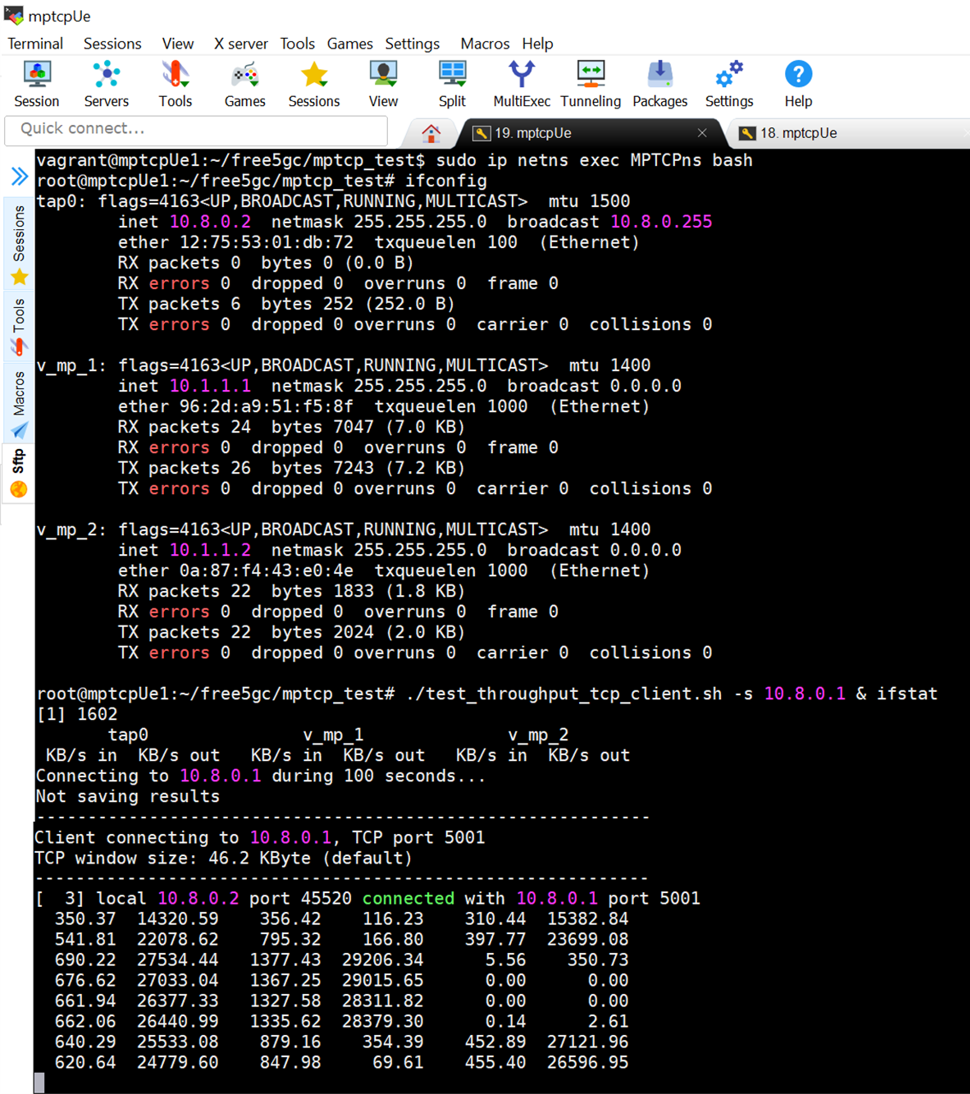 mptcpUe
Terminal Sessions View X server Tools Games Settings Macros Help
Session Servers Tools Games Sessions View Split MultiExec Tunneling Packages Settings Help
Quick connect... 19. mptcpUe 18. mptcpUe
Sessions
Tools
Macros
Sftp
vagrant@mptcpUe1:~/free5gc/mptcp_test$ sudo ip netns exec MPTCPns bash
root@mptcpUe1:~/free5gc/mptcp_test# ifconfig
tap0: flags=4163<UP,BROADCAST,RUNNING,MULTICAST>  mtu 1500
        inet 10.8.0.2  netmask 255.255.255.0  broadcast 10.8.0.255
        ether 12:75:53:01:db:72  txqueuelen 100  (Ethernet)
        RX packets 0  bytes 0 (0.0 B)
        RX errors 0  dropped 0  overruns 0  frame 0
        TX packets 6  bytes 252 (252.0 B)
        TX errors 0  dropped 0 overruns 0  carrier 0  collisions 0
v_mp_1: flags=4163<UP,BROADCAST,RUNNING,MULTICAST>  mtu 1400
        inet 10.1.1.1  netmask 255.255.255.0  broadcast 0.0.0.0
        ether 96:2d:a9:51:f5:8f  txqueuelen 1000  (Ethernet)
        RX packets 24  bytes 7047 (7.0 KB)
        RX errors 0  dropped 0  overruns 0  frame 0
        TX packets 26  bytes 7243 (7.2 KB)
        TX errors 0  dropped 0 overruns 0  carrier 0  collisions 0
v_mp_2: flags=4163<UP,BROADCAST,RUNNING,MULTICAST>  mtu 1400
        inet 10.1.1.2  netmask 255.255.255.0  broadcast 0.0.0.0
        ether 0a:87:f4:43:e0:4e  txqueuelen 1000  (Ethernet)
        RX packets 22  bytes 1833 (1.8 KB)
        RX errors 0  dropped 0  overruns 0  frame 0
        TX packets 22  bytes 2024 (2.0 KB)
        TX errors 0  dropped 0 overruns 0  carrier 0  collisions 0
root@mptcpUe1:~/free5gc/mptcp_test# ./test_throughput_tcp_client.sh -s 10.8.0.1 & ifstat
[1] 1602
       tap0               v_mp_1              v_mp_2
 KB/s in  KB/s out   KB/s in  KB/s out   KB/s in  KB/s out
Connecting to 10.8.0.1 during 100 seconds...
Not saving results
------------------------------------------------------------
Client connecting to 10.8.0.1, TCP port 5001
TCP window size: 46.2 KByte (default)
------------------------------------------------------------
[  3] local 10.8.0.2 port 45520 connected with 10.8.0.1 port 5001
  350.37  14320.59    356.42    116.23    310.44  15382.84
  541.81  22078.62    795.32    166.80    397.77  23699.08
  690.22  27534.44   1377.43  29206.34      5.56    350.73
  676.62  27033.04   1367.25  29015.65      0.00      0.00
  661.94  26377.33   1327.58  28311.82      0.00      0.00
  662.06  26440.99   1335.62  28379.30      0.14      2.61
  640.29  25533.08    879.16    354.39    452.89  27121.96
  620.64  24779.60    847.98     69.61    455.40  26596.95